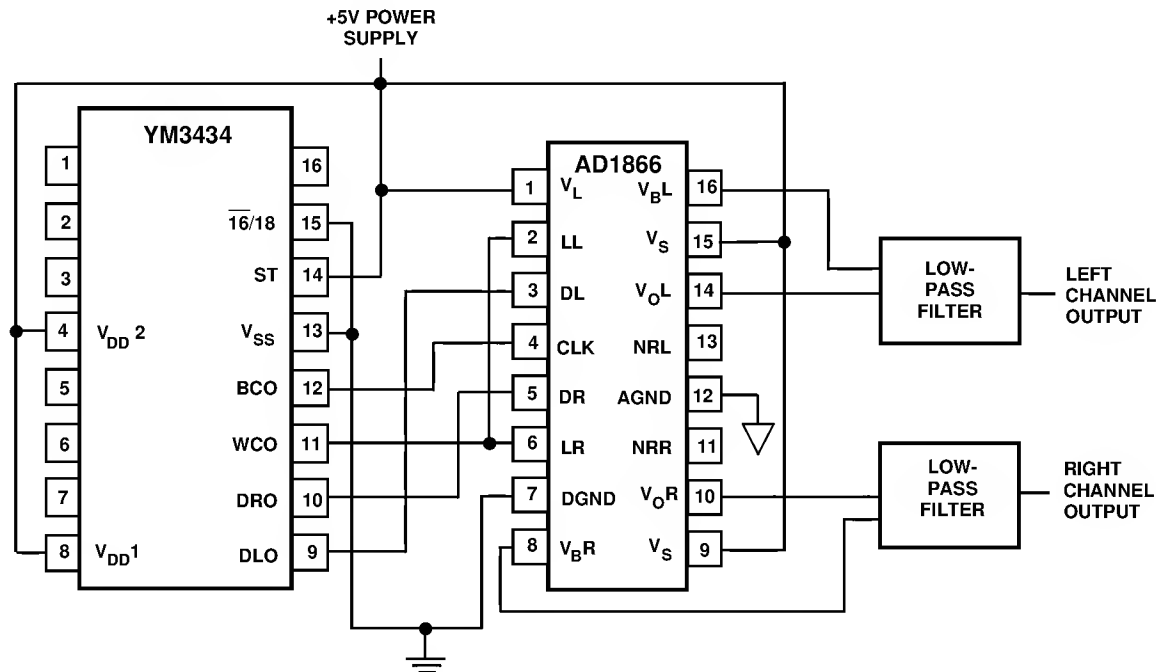 +5V POWER
SUPPLY
YM3434
1
2
3
4
5
6
7
8
V_DD 2
V_DD 1
16
15
14
13
12
11
10
9
1̅6̅/18
ST
V_SS
BCO
WCO
DRO
DLO
AD1866
1
2
3
4
5
6
7
8
V_L
LL
DL
CLK
DR
LR
DGND
V_BR
V_BL
V_S
V_OL
NRL
AGND
NRR
V_OR
V_S
16
15
14
13
12
11
10
9
LOW-
PASS
FILTER
LEFT
CHANNEL
OUTPUT
LOW-
PASS
FILTER
RIGHT
CHANNEL
OUTPUT